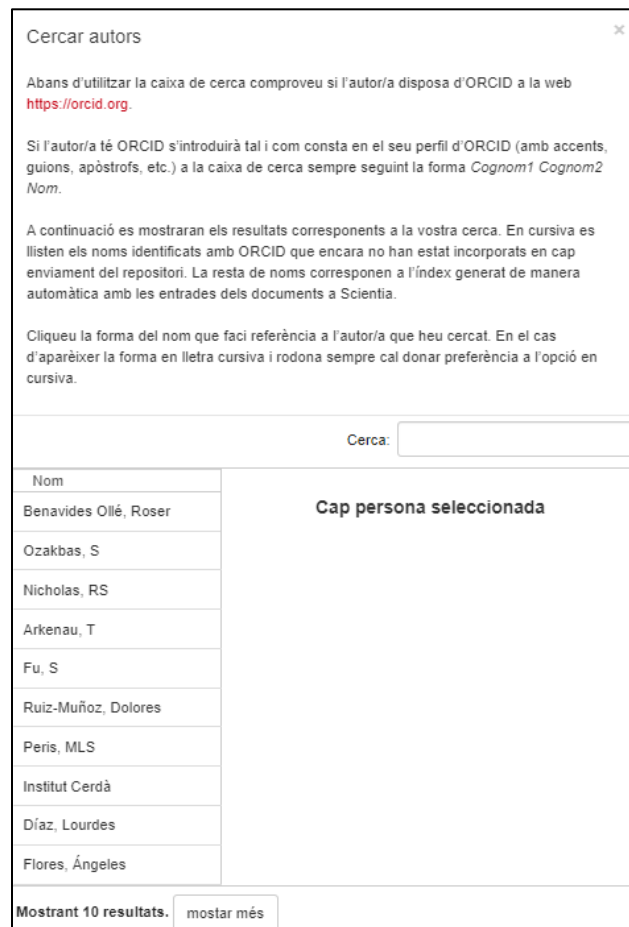 Cercar autors
×
Abans d'utilitzar la caixa de cerca comproveu si l'autor/a disposa d'ORCID a la web
https://orcid.org.
Si l'autor/a té ORCID s'introduirà tal i com consta en el seu perfil d'ORCID (amb accents,
guions, apòstrofs, etc.) a la caixa de cerca sempre seguint la forma Cognom1 Cognom2
Nom.
A continuació es mostraran els resultats corresponents a la vostra cerca. En cursiva es
llisten els noms identificats amb ORCID que encara no han estat incorporats en cap
enviament del repositori. La resta de noms corresponen a l'índex generat de manera
automàtica amb les entrades dels documents a Scientia.
Cliqueu la forma del nom que faci referència a l'autor/a que heu cercat. En el cas
d'aparèixer la forma en lletra cursiva i rodona sempre cal donar preferència a l'opció en
cursiva.
Cerca:
Nom
Benavides Ollé, Roser
Ozakbas, S
Nicholas, RS
Arkenau, T
Fu, S
Ruiz-Muñoz, Dolores
Peris, MLS
Institut Cerdà
Díaz, Lourdes
Flores, Ángeles
Cap persona seleccionada
Mostrant 10 resultats. mostar més